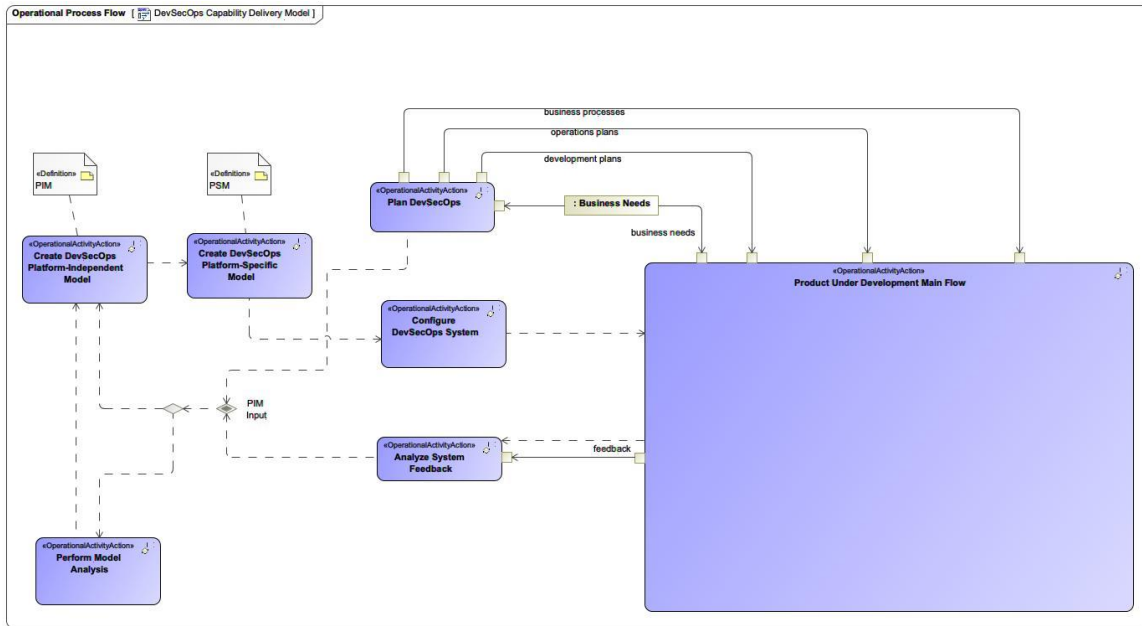 Operational Process Flow [ DevSecOps Capability Delivery Model ]
business processes
operations plans
development plans
«Definition»
PIM
«Definition»
PSM
«OperationalActivityAction»
Plan DevSecOps
: Business Needs
business needs
«OperationalActivityAction»
Create DevSecOps
Platform-Independent
Model
«OperationalActivityAction»
Create DevSecOps
Platform-Specific
Model
«OperationalActivityAction»
Product Under Development Main Flow
«OperationalActivityAction»
Configure
DevSecOps System
PIM
Input
«OperationalActivityAction»
Analyze System
Feedback
feedback
«OperationalActivityAction»
Perform Model
Analysis